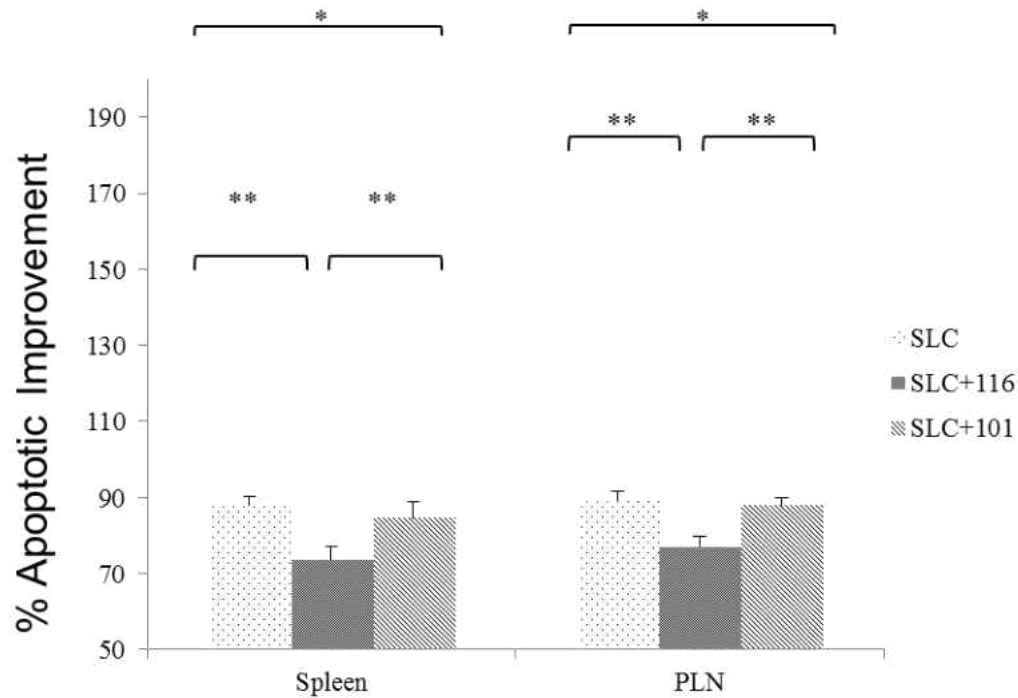 * *
190
** **
170
** **
150
130
110
90
70
50
% Apoptotic Improvement
SLC
SLC+116
SLC+101
Spleen PLN